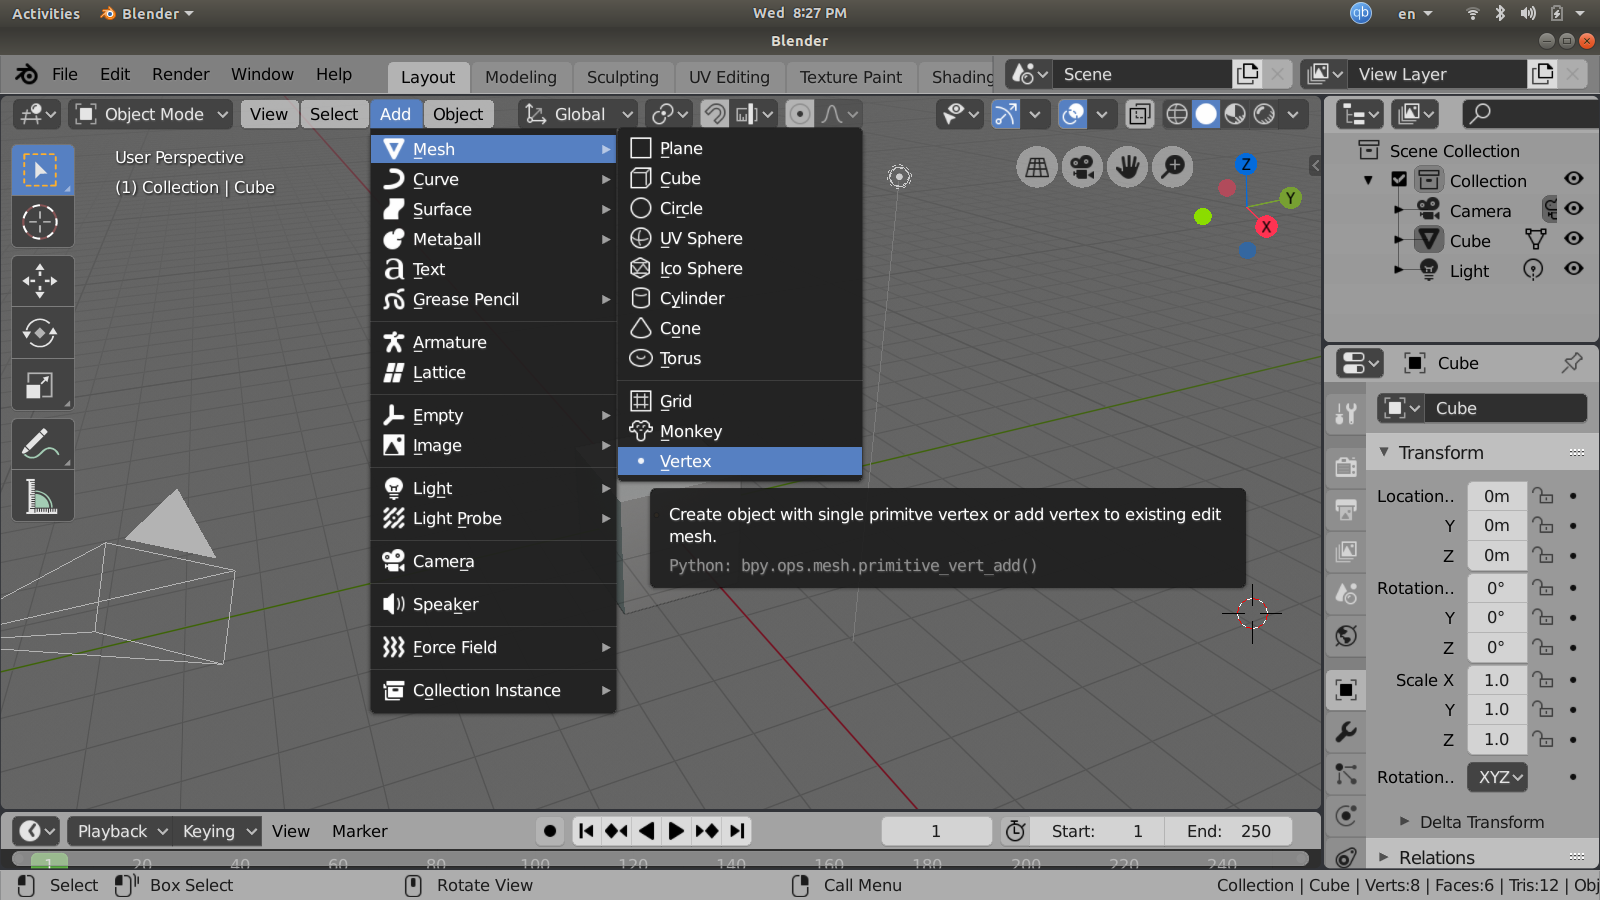 Activities Blender Wed 8:27 PM qb en
Blender
File Edit Render Window Help Layout Modeling Sculpting UV Editing Texture Paint Shading Scene View Layer
Object Mode View Select Add Object Global
User Perspective
(1) Collection | Cube
Mesh
Curve
Surface
Metaball
Text
Grease Pencil
Armature
Lattice
Empty
Image
Light
Light Probe
Camera
Speaker
Force Field
Collection Instance
Plane
Cube
Circle
UV Sphere
Ico Sphere
Cylinder
Cone
Torus
Grid
Monkey
Vertex
Create object with single primitve vertex or add vertex to existing edit
mesh.
Python: bpy.ops.mesh.primitive_vert_add()
Z
Y
X
Scene Collection
Collection
Camera
Cube
Light
Cube
Cube
Transform
Location.. 0m
Y 0m
Z 0m
Rotation.. 0°
Y 0°
Z 0°
Scale X 1.0
Y 1.0
Z 1.0
Rotation.. XYZ
Delta Transform
Relations
Playback Keying View Marker 1 Start: 1 End: 250
1 20 40 60 80 100 120 140 160 180 200 220 240
Select Box Select Rotate View Call Menu Collection | Cube | Verts:8 | Faces:6 | Tris:12 | Obj